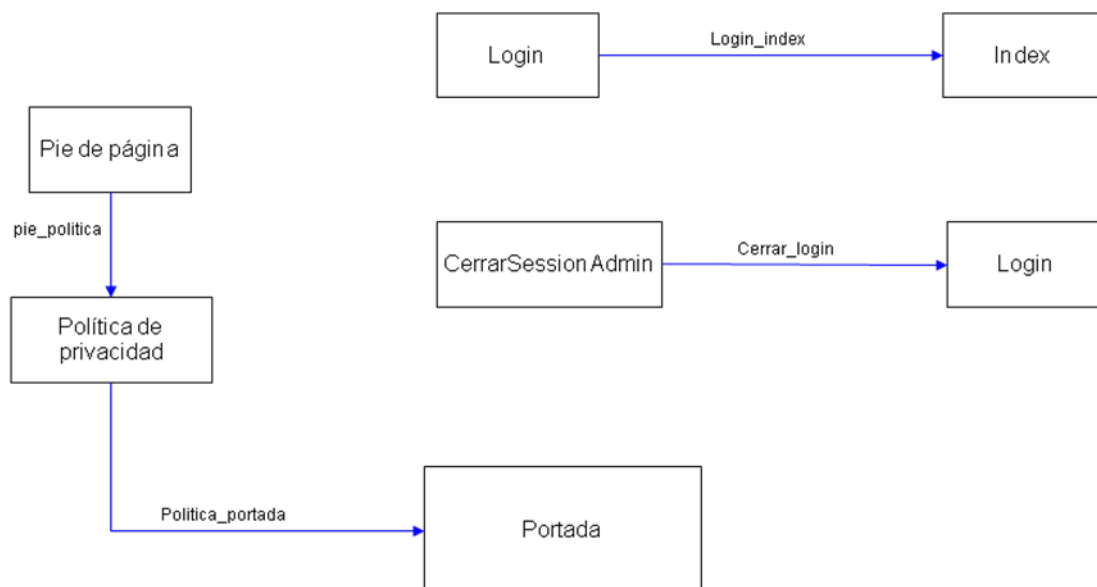 Login
Login_index
Index
Pie de página
pie_politica
CerrarSession Admin
Cerrar_login
Login
Política de
privacidad
Politica_portada
Portada